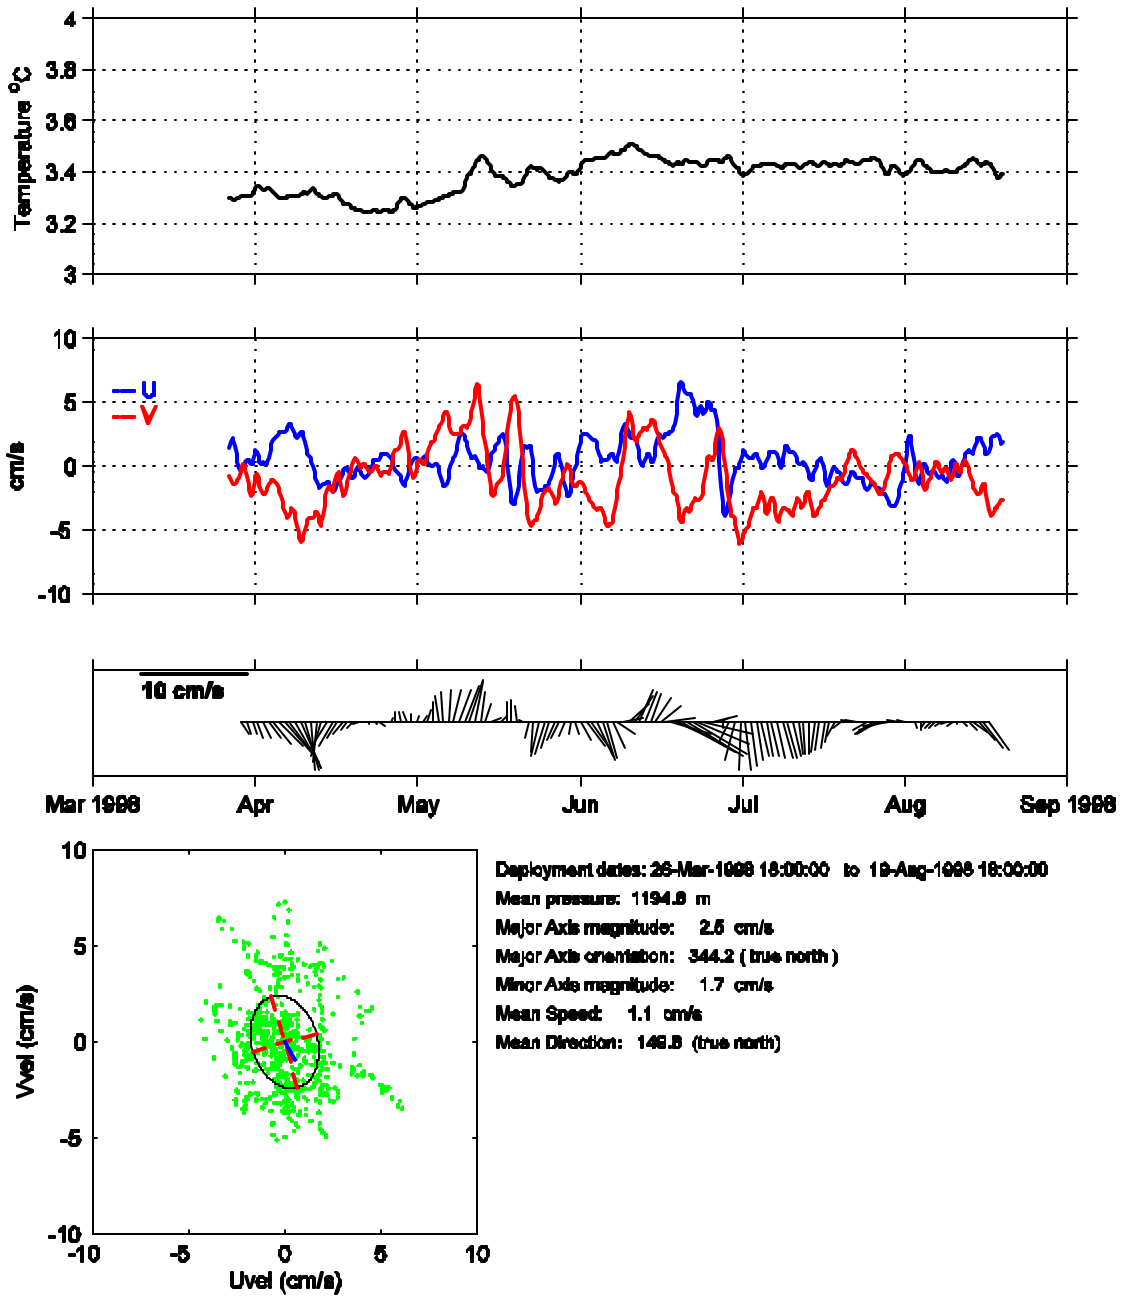 4
3.8
3.6
3.4
3.2
3
Temperature °C
10
5
0
-5
-10
cm/s
U
V
10 cm/s
Mar 1998 Apr May Jun Jul Aug Sep 1998
10
5
0
-5
-10
Vvel (cm/s)
-10 -5 0 5 10
Uvel (cm/s)
Deployment dates: 26-Mar-1998 18:00:00 to 19-Aug-1998 18:00:00
Mean pressure: 1194.8 m
Major Axis magnitude: 2.5 cm/s
Major Axis orientation: 344.2 ( true north )
Minor Axis magnitude: 1.7 cm/s
Mean Speed: 1.1 cm/s
Mean Direction: 149.8 (true north)